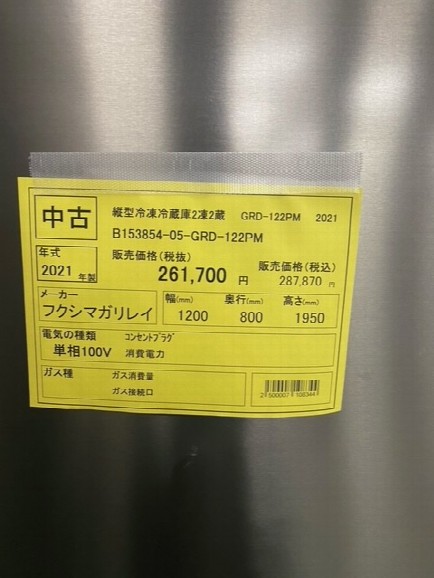 中古
縦型冷凍冷蔵庫2凍2蔵 GRD-122PM 2021
B153854-05-GRD-122PM
年式
2021 年製
販売価格(税抜)
261,700 円
販売価格(税込)
287,870 円
メーカー
フクシマガリレイ
幅(mm) 奥行(mm) 高さ(mm)
1200 800 1950
電気の種類 コンセントプラグ
単相100V 消費電力
ガス種 ガス消費量
ガス接続口
2500007108344